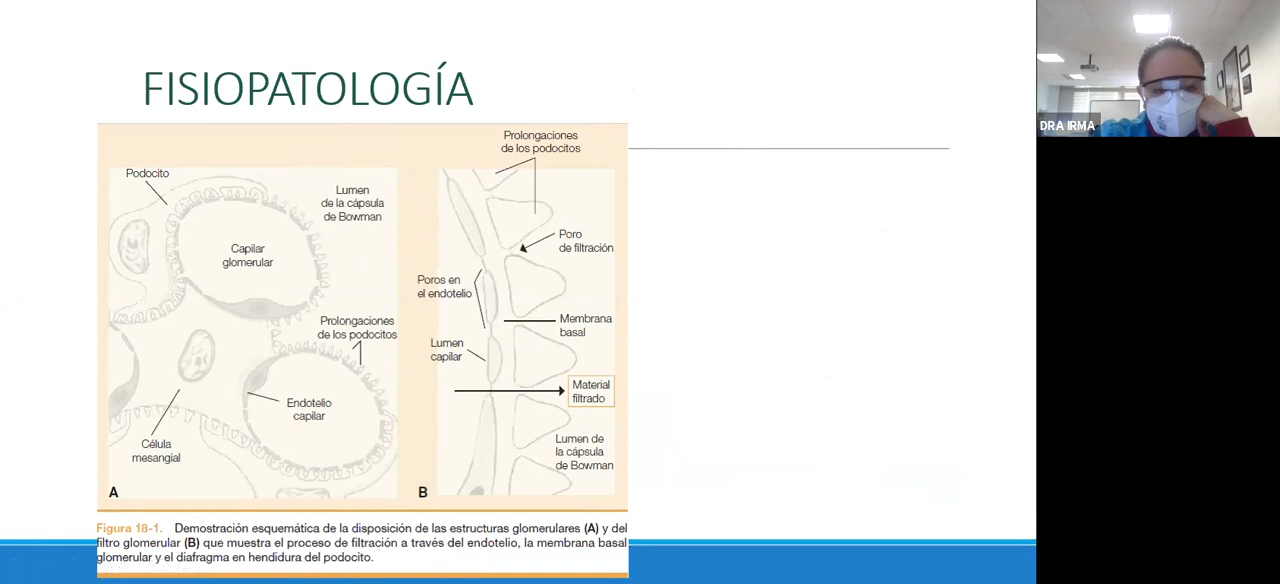 FISIOPATOLOGÍA
DRA IRMA
Prolongaciones
de los podocitos
Podocito
Lumen
de la cápsula
de Bowman
Capilar
glomerular
Prolongaciones
de los podocitos
Endotelio
capilar
Célula
mesangial
A
Poro
de filtración
Poros en
el endotelio
Membrana
basal
Lumen
capilar
Material
filtrado
Lumen de
la cápsula
de Bowman
B
Figura 18-1. Demostración esquemática de la disposición de las estructuras glomerulares (A) y del
filtro glomerular (B) que muestra el proceso de filtración a través del endotelio, la membrana basal
glomerular y el diafragma en hendidura del podocito.